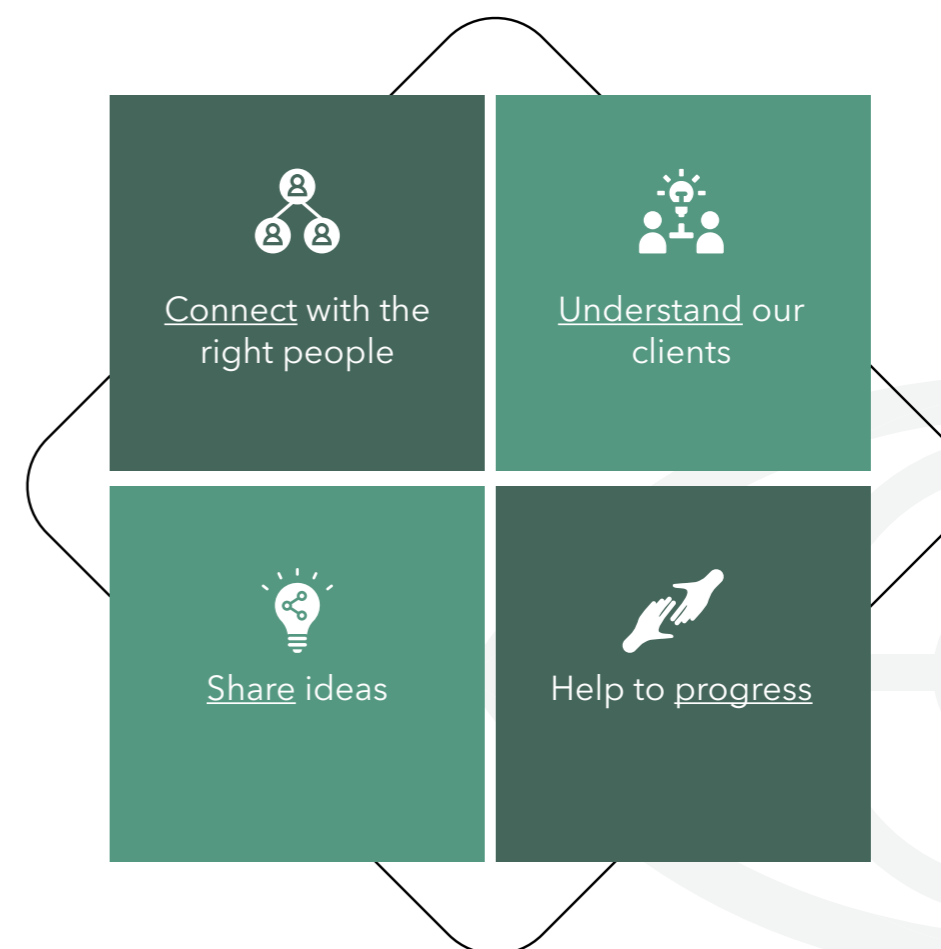 Connect with the
right people
Understand our
clients
Share ideas
Help to progress